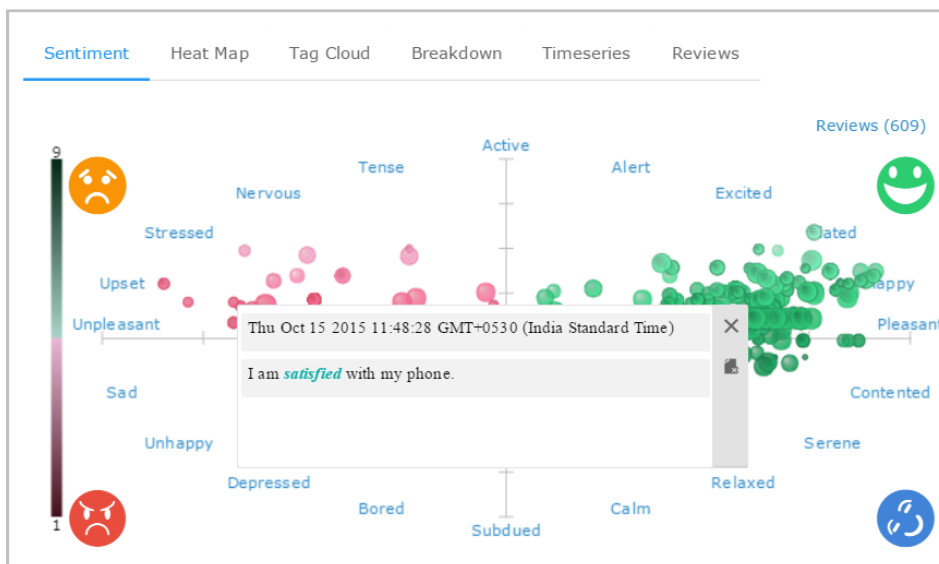 Sentiment Heat Map Tag Cloud Breakdown Timeseries Reviews
Reviews (609)
9
Active
Tense Alert
Nervous Excited
Stressed
Upset
Unpleasant Pleasant
Thu Oct 15 2015 11:48:28 GMT+0530 (India Standard Time)
I am satisfied with my phone.
Sad Contented
Unhappy Serene
Depressed Relaxed
Bored Calm
1
Subdued